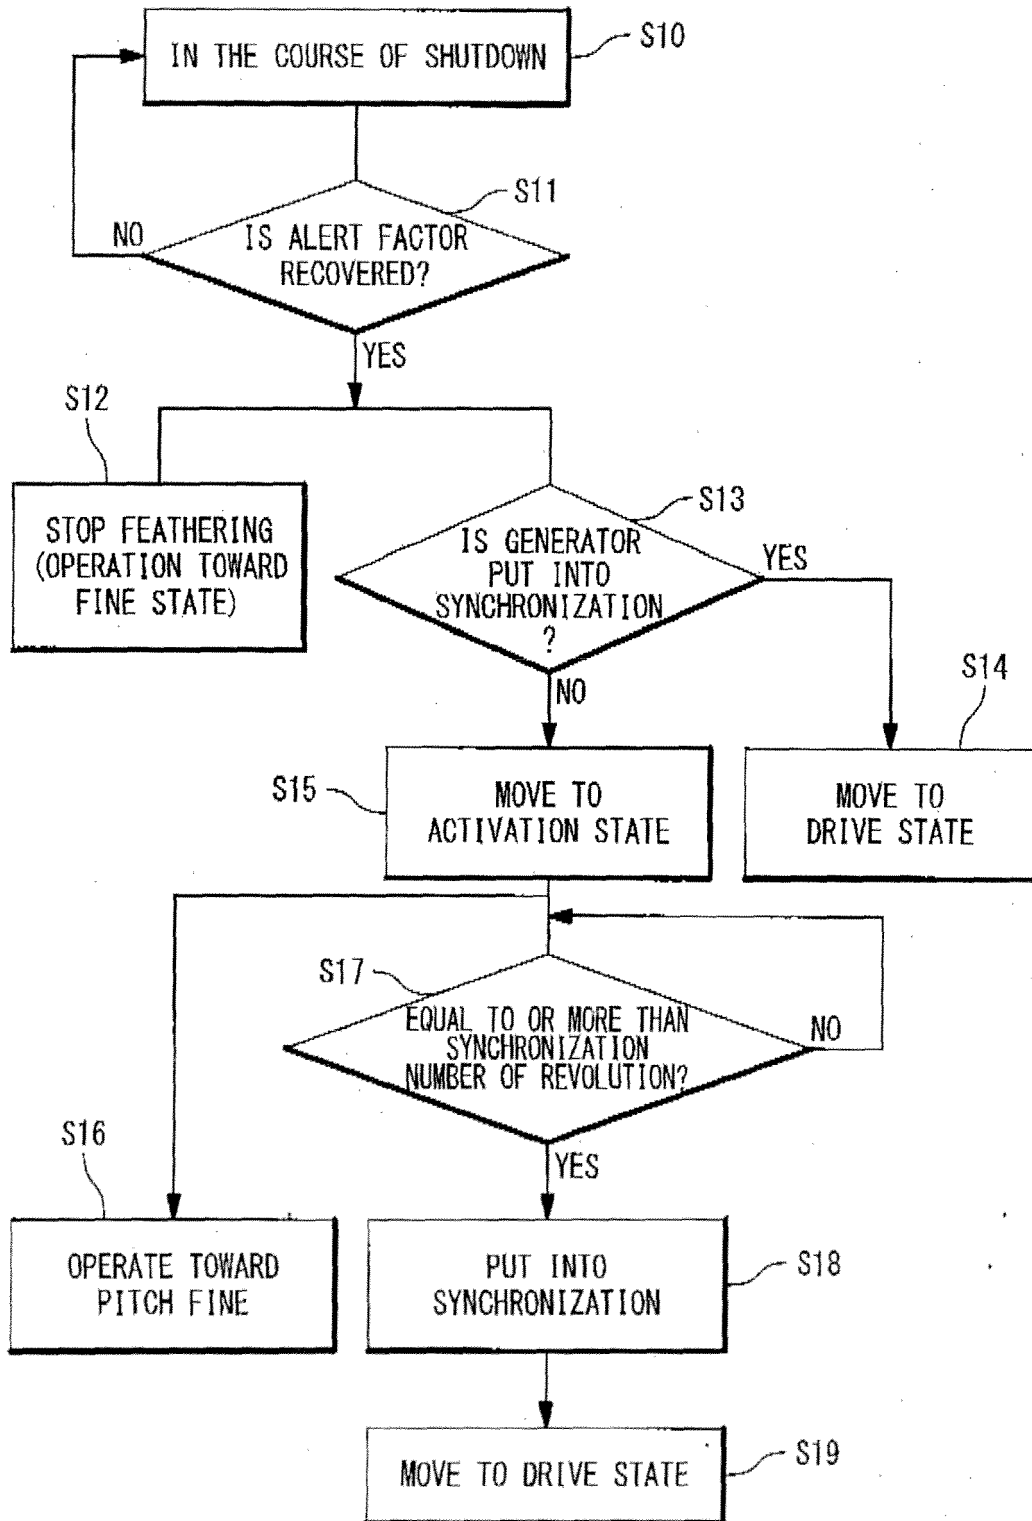 IN THE COURSE OF SHUTDOWN
S10
S11
NO
IS ALERT FACTOR
RECOVERED?
YES
S12
STOP FEATHERING
(OPERATION TOWARD
FINE STATE)
S13
IS GENERATOR
PUT INTO
SYNCHRONIZATION
?
YES
NO
S14
MOVE TO
DRIVE STATE
S15
MOVE TO
ACTIVATION STATE
S17
EQUAL TO OR MORE THAN
SYNCHRONIZATION
NUMBER OF REVOLUTION?
NO
YES
S16
OPERATE TOWARD
PITCH FINE
PUT INTO
SYNCHRONIZATION
S18
MOVE TO DRIVE STATE
S19